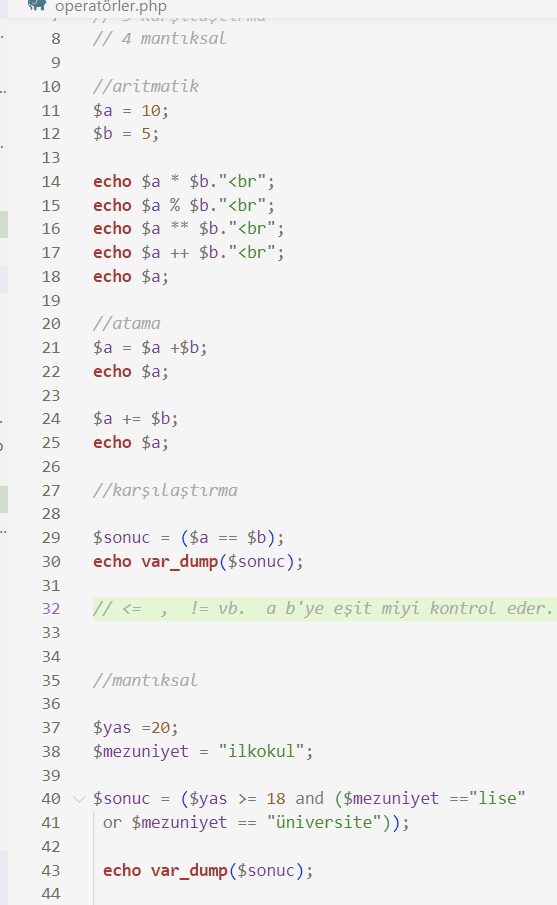 operatörler.php
7 // 3 karşılaştırma
8 // 4 mantıksal
9
10 //aritmatik
11 $a = 10;
12 $b = 5;
13
14 echo $a * $b."<br";
15 echo $a % $b."<br";
16 echo $a ** $b."<br";
17 echo $a ++ $b."<br";
18 echo $a;
19
20 //atama
21 $a = $a +$b;
22 echo $a;
23
24 $a += $b;
25 echo $a;
26
27 //karşılaştırma
28
29 $sonuc = ($a == $b);
30 echo var_dump($sonuc);
31
32 // <=  ,  != vb.  a b'ye eşit miyi kontrol eder.
33
34
35 //mantıksal
36
37 $yas =20;
38 $mezuniyet = "ilkokul";
39
40 $sonuc = ($yas >= 18 and ($mezuniyet =="lise"
41 or $mezuniyet == "üniversite"));
42
43 echo var_dump($sonuc);
44